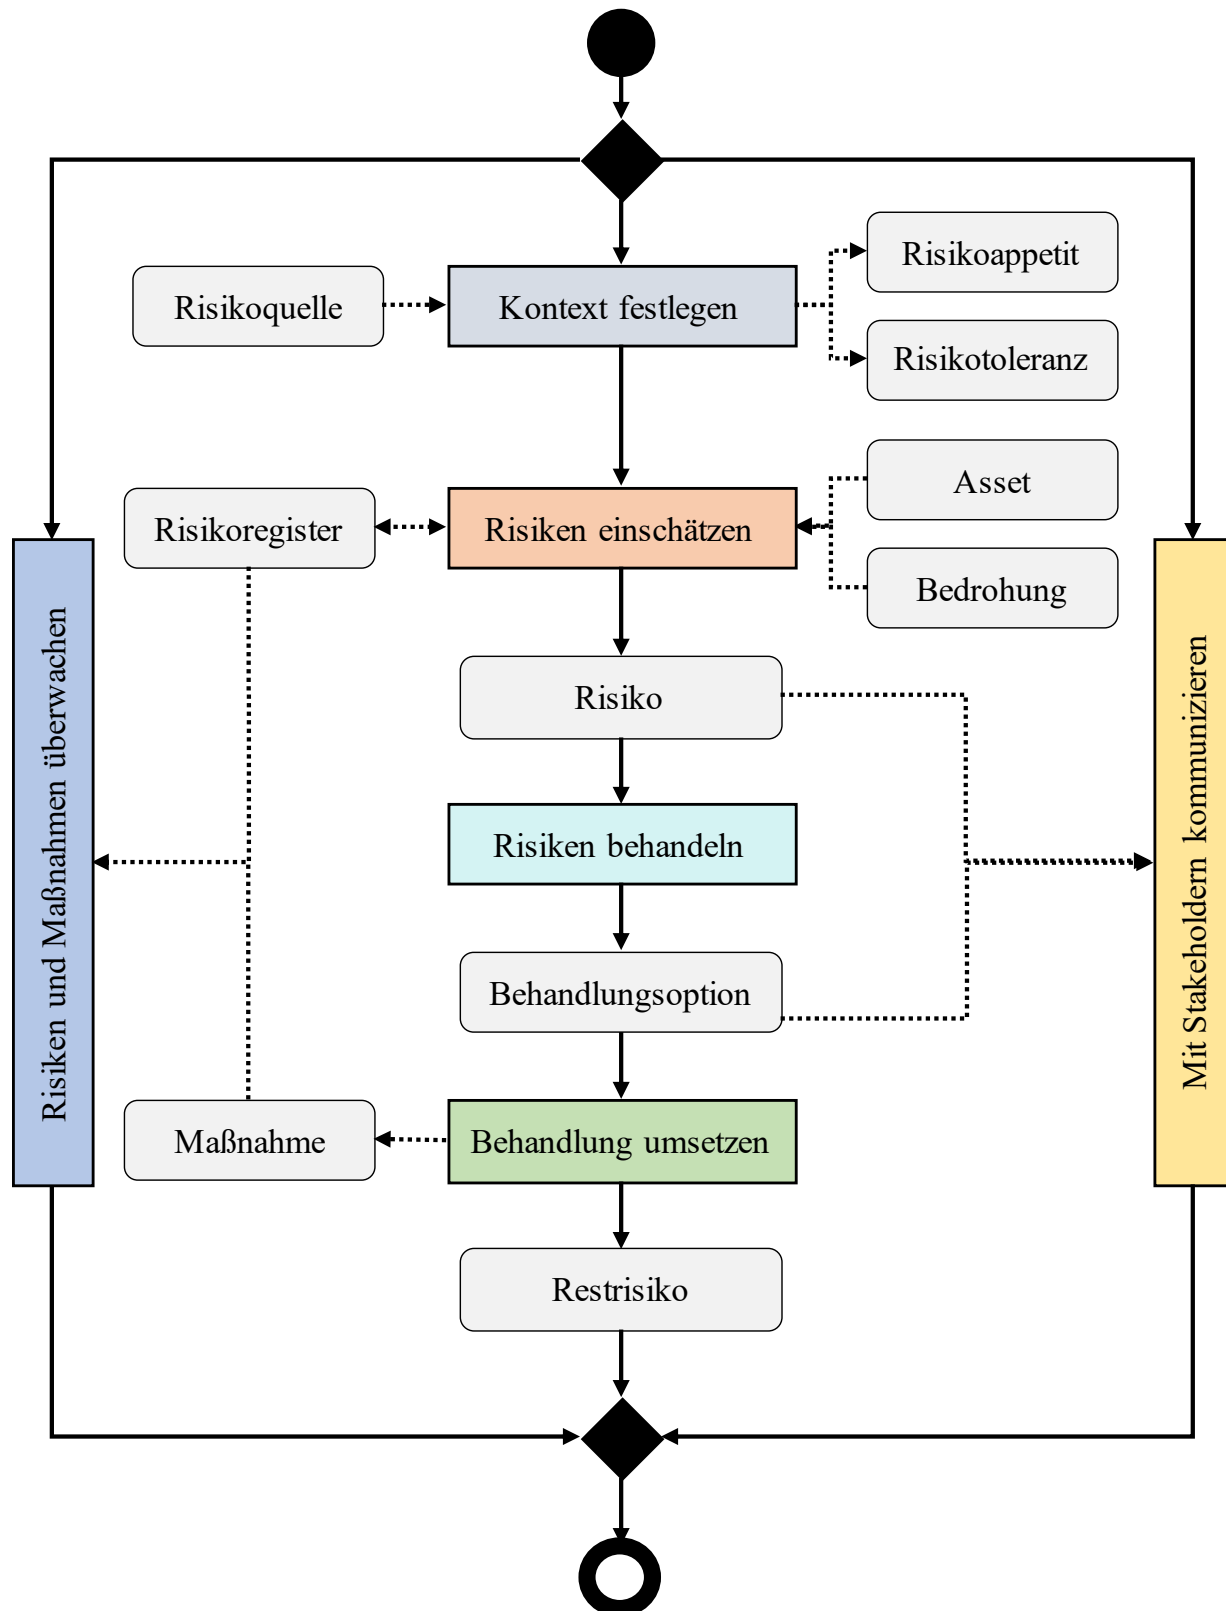 Risikoappetit
Risikoquelle
Kontext festlegen
Risikotoleranz
Asset
Risikoregister
Risiken einschätzen
Bedrohung
Risiken und Maßnahmen überwachen
Mit Stakeholdern kommunizieren
Risiko
Risiken behandeln
Behandlungsoption
Maßnahme
Behandlung umsetzen
Restrisiko